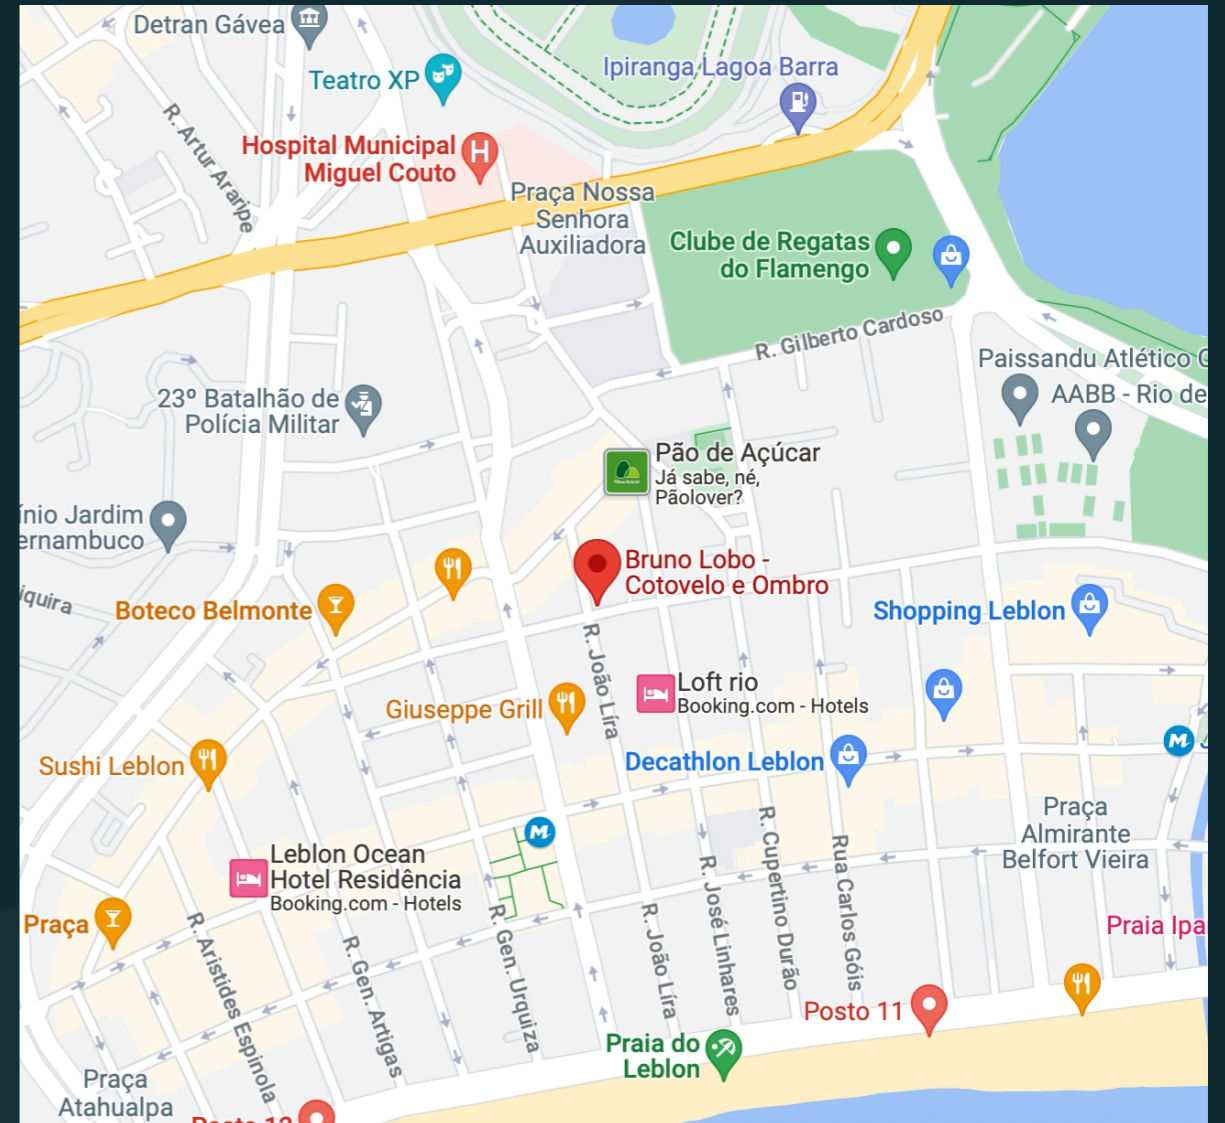 Detran Gávea
Teatro XP
Ipiranga Lagoa Barra
R. Artur Araripe
Hospital Municipal
Miguel Couto
H
Praça Nossa
Senhora
Auxiliadora
Clube de Regatas
do Flamengo
R. Gilberto Cardoso
Paissandu Atlético C
AABB - Rio de
23º Batalhão de
Polícia Militar
Pão de Açúcar
Já sabe, né,
Pãolover?
ínio Jardim
ernambuco
Bruno Lobo -
Cotovelo e Ombro
iquira
Boteco Belmonte
Shopping Leblon
R. João Líra
Loft rio
Booking.com - Hotels
Giuseppe Grill
Sushi Leblon
Decathlon Leblon
M
M
Praça
Almirante
Belfort Vieira
Leblon Ocean
Hotel Residência
Booking.com - Hotels
Praça
R. Aristides Espinola
R. Gen. Artigas
R. Gen. Urquiza
R. João Líra
R. José Linhares
R. Cupertino Durão
Rua Carlos Góis
Praia Ipa
Posto 11
Praia do
Leblon
Praça
Atahualpa
Posto 12